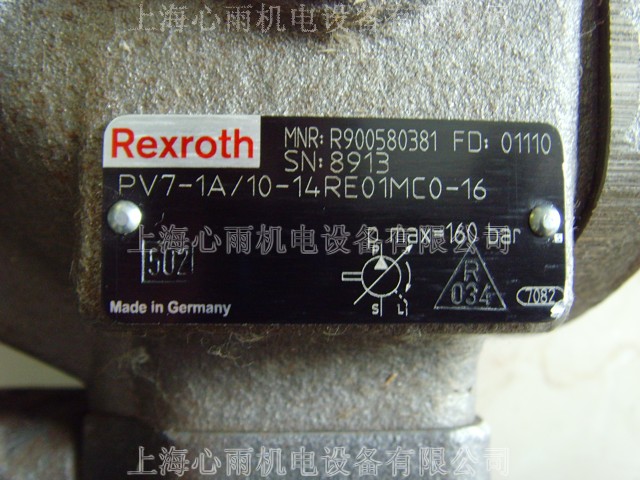 上海心雨机电设备有限公司
Rexroth
MNR: R900580381 FD: 01110
SN: 8913
PV7-1A/10-14RE01MC0-16
上海心雨机电设备有限公司
p max=160 bar
P
502
R
034
S L
7082
Made in Germany
上海心雨机电设备有限公司